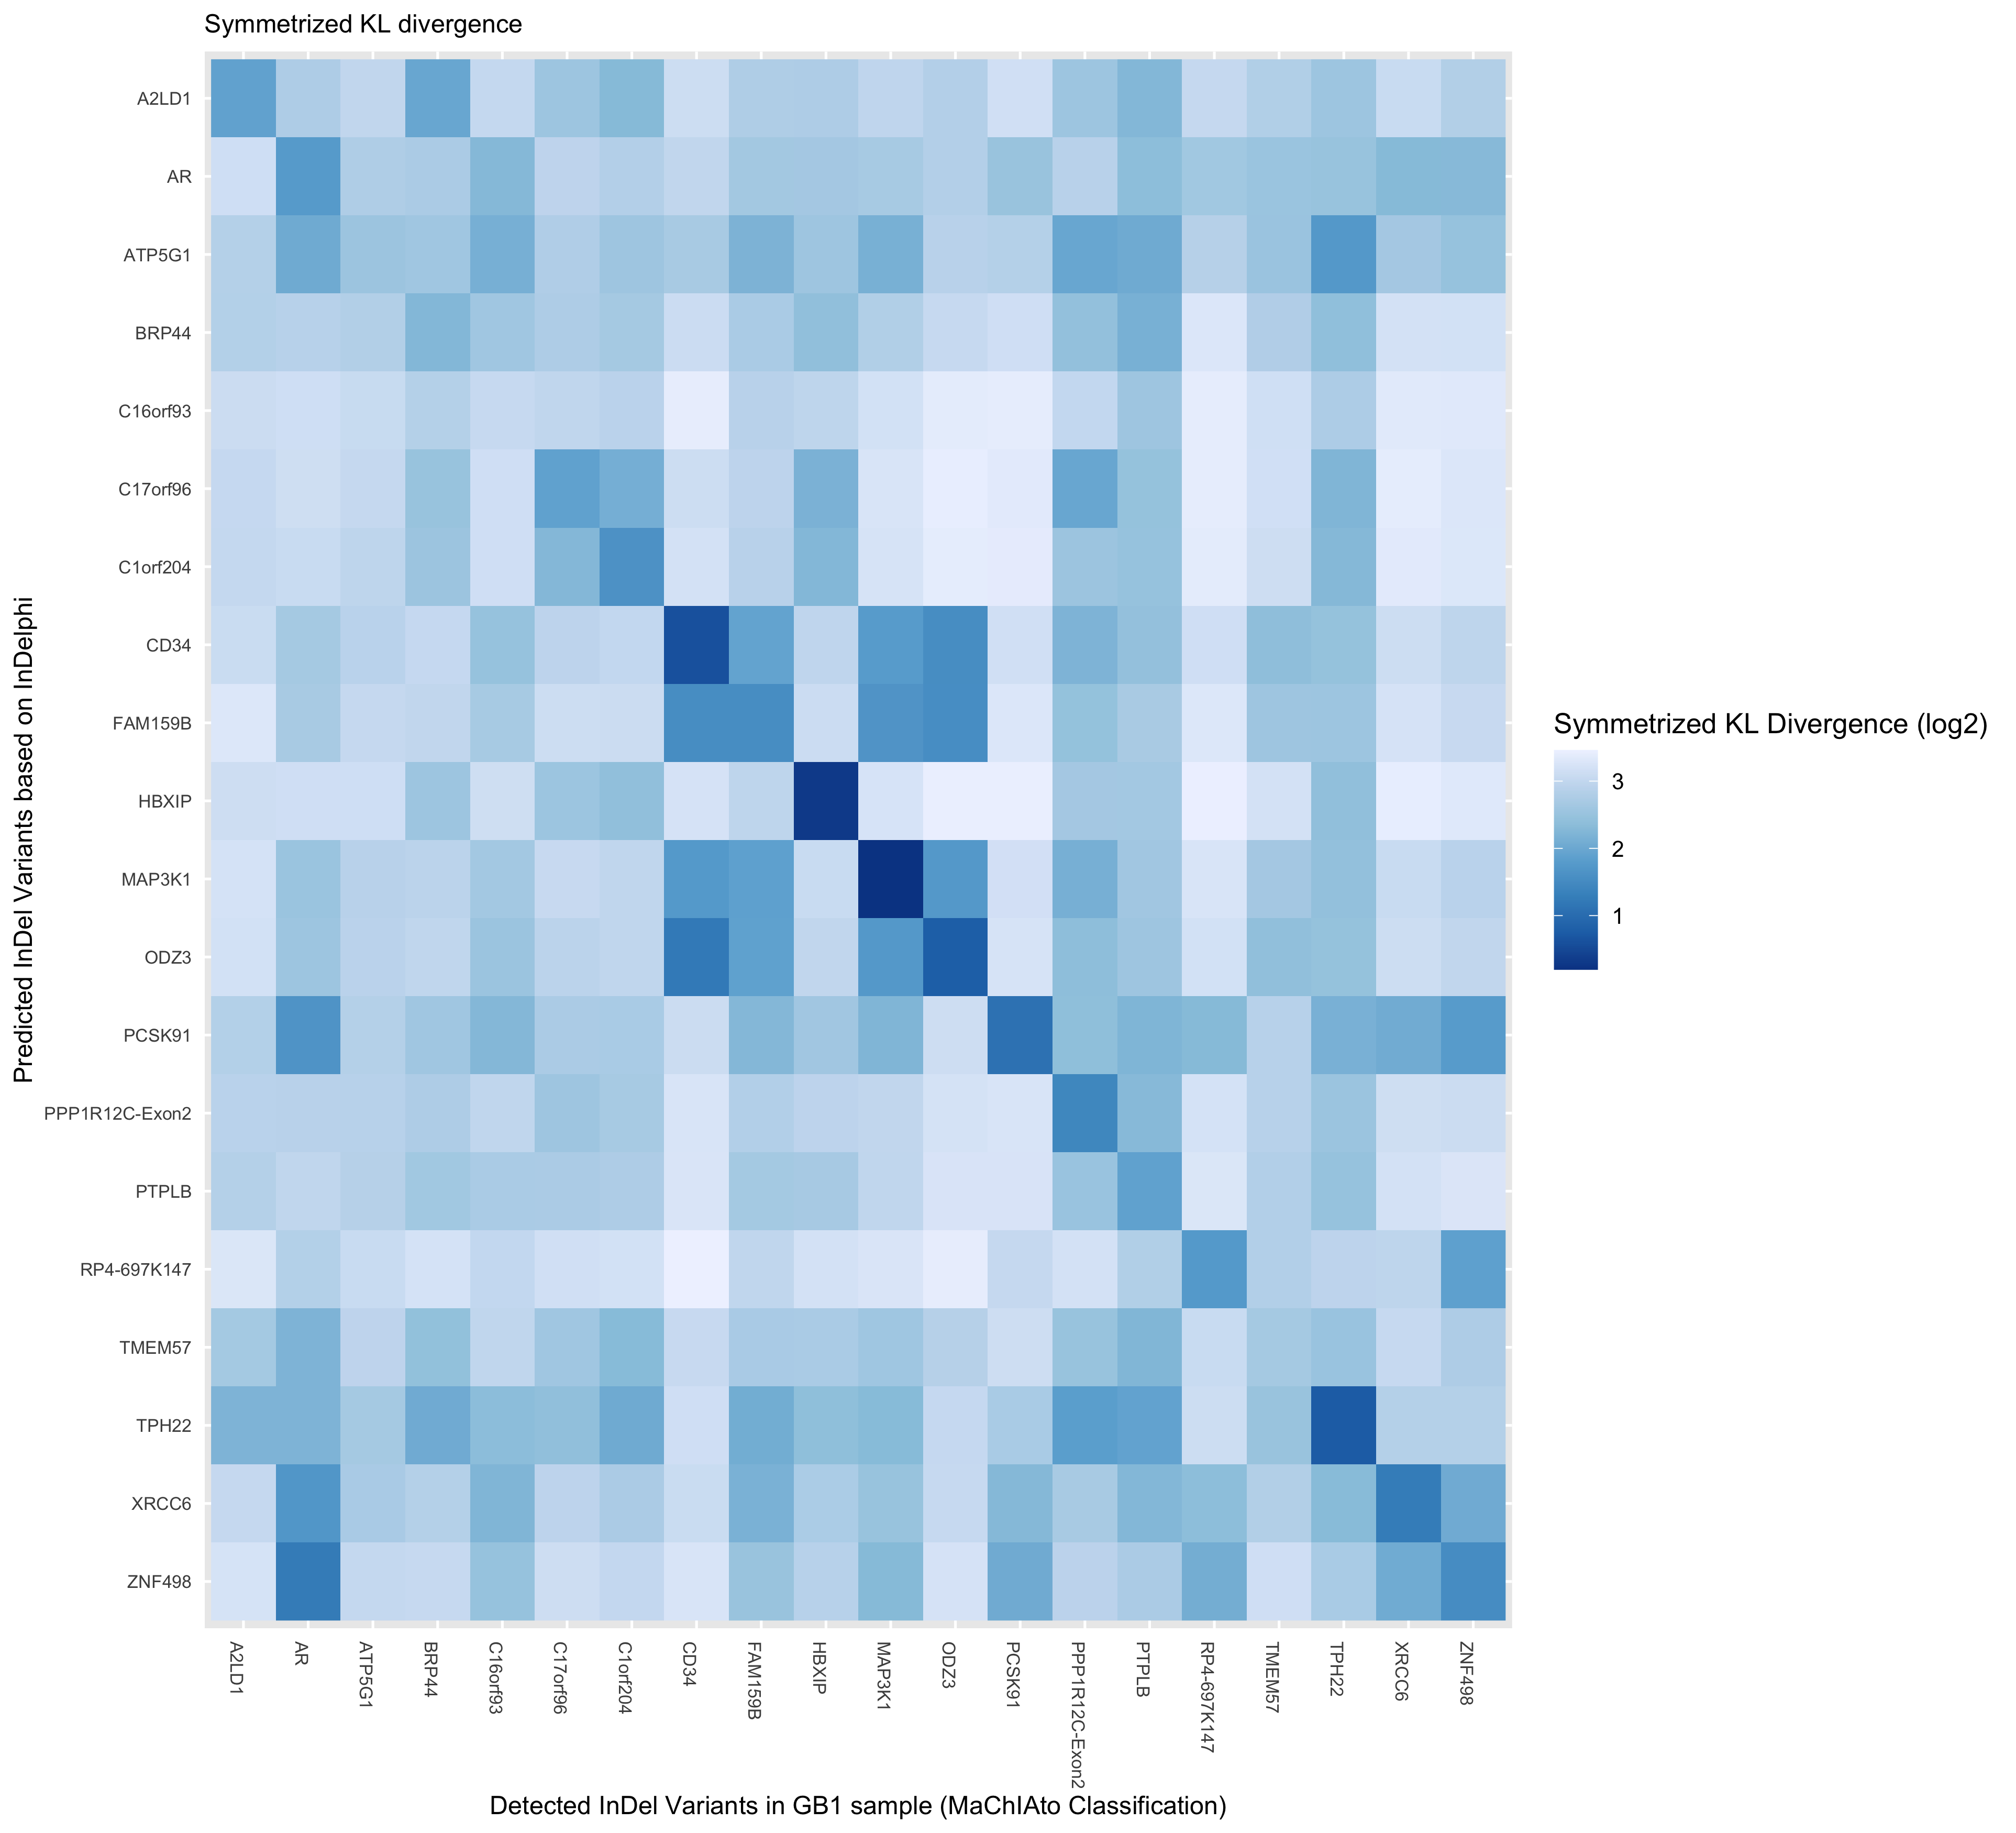 Symmetrized KL divergence
Predicted InDel Variants based on InDelphi
A2LD1
AR
ATP5G1
BRP44
C16orf93
C17orf96
C1orf204
CD34
FAM159B
HBXIP
MAP3K1
ODZ3
PCSK91
PPP1R12C-Exon2
PTPLB
RP4-697K147
TMEM57
TPH22
XRCC6
ZNF498
A2LD1
AR
ATP5G1
BRP44
C16orf93
C17orf96
C1orf204
CD34
FAM159B
HBXIP
MAP3K1
ODZ3
PCSK91
PPP1R12C-Exon2
PTPLB
RP4-697K147
TMEM57
TPH22
XRCC6
ZNF498
Detected InDel Variants in GB1 sample (MaChIAto Classification)
Symmetrized KL Divergence (log2)
3
2
1